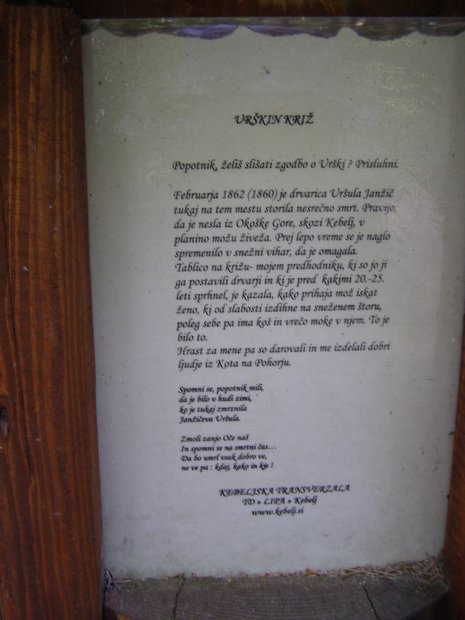 URŠKIN KRIŽ
Popotnik, želiš slišati zgodbo o Urški ? Prisluhni.
Februarja 1862 (1860) je drvarica Uršula Janžič
tukaj na tem mestu storila nesrečno smrt. Pravijo,
da je nesla iz Okoške Gore, skozi Kebelj, v
planino možu živeža. Prej lepo vreme se je naglo
spremenilo v snežni vihar, da je omagala.
Tablico na križu- mojem predhodniku, ki so jo ji
ga postavili drvarji in ki je pred kakimi 20.-25.
leti sprhnel, je kazala, kako prihaja mož iskat
ženo, ki od slabosti izdihne na sneženem štoru,
poleg sebe pa ima koš in vrečo moke v njem. To je
bilo to.
Hrast za mene pa so darovali in me izdelali dobri
ljudje iz Kota na Pohorju.
Spomni se, popotnik mili,
da je bilo v hudi zimi,
ko je tukaj zmrznila
Janžičeva Uršula.
Zmoli zanjo Oče naš
In spomni se na smrtni čas...
Da bo umrl vsak dobro ve,
ne ve pa : kdaj, kako in kje !
KEBELJSKA TRANSVERZALA
TD » LIPA » Kebelj
www.kebelj.si